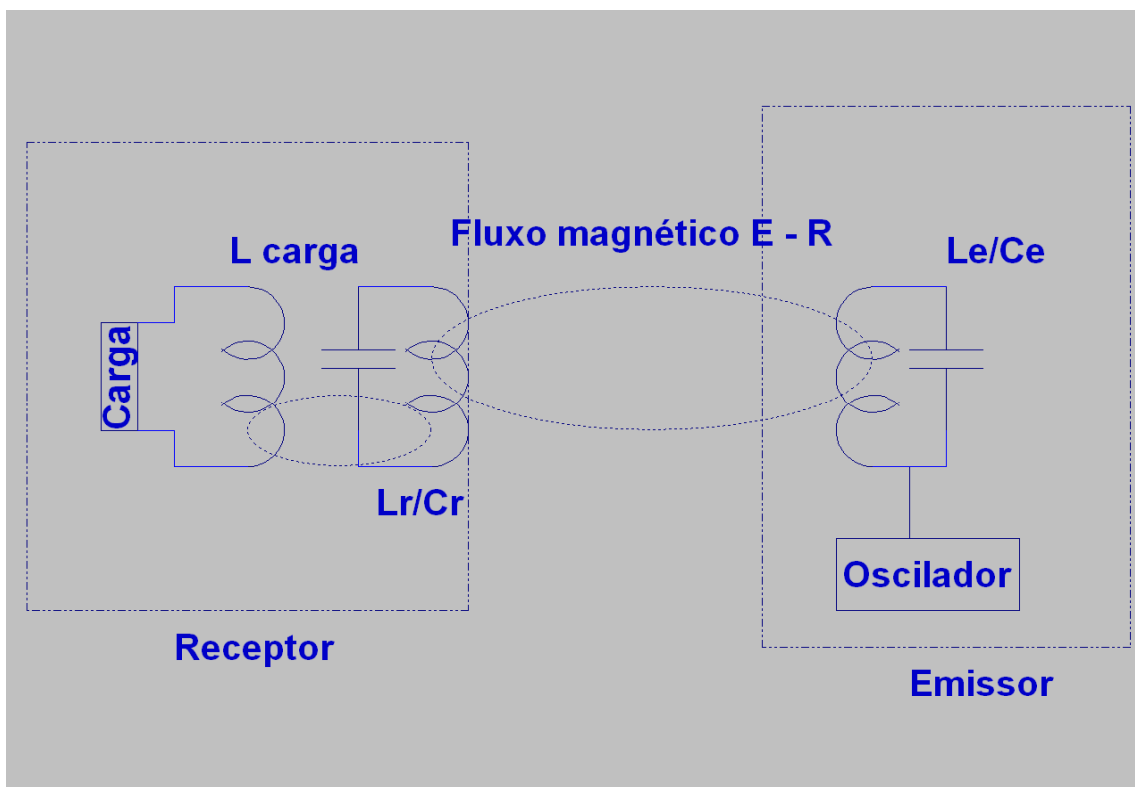 Fluxo magnético E - R
L carga
Le/Ce
Carga
Lr/Cr
Oscilador
Receptor
Emissor